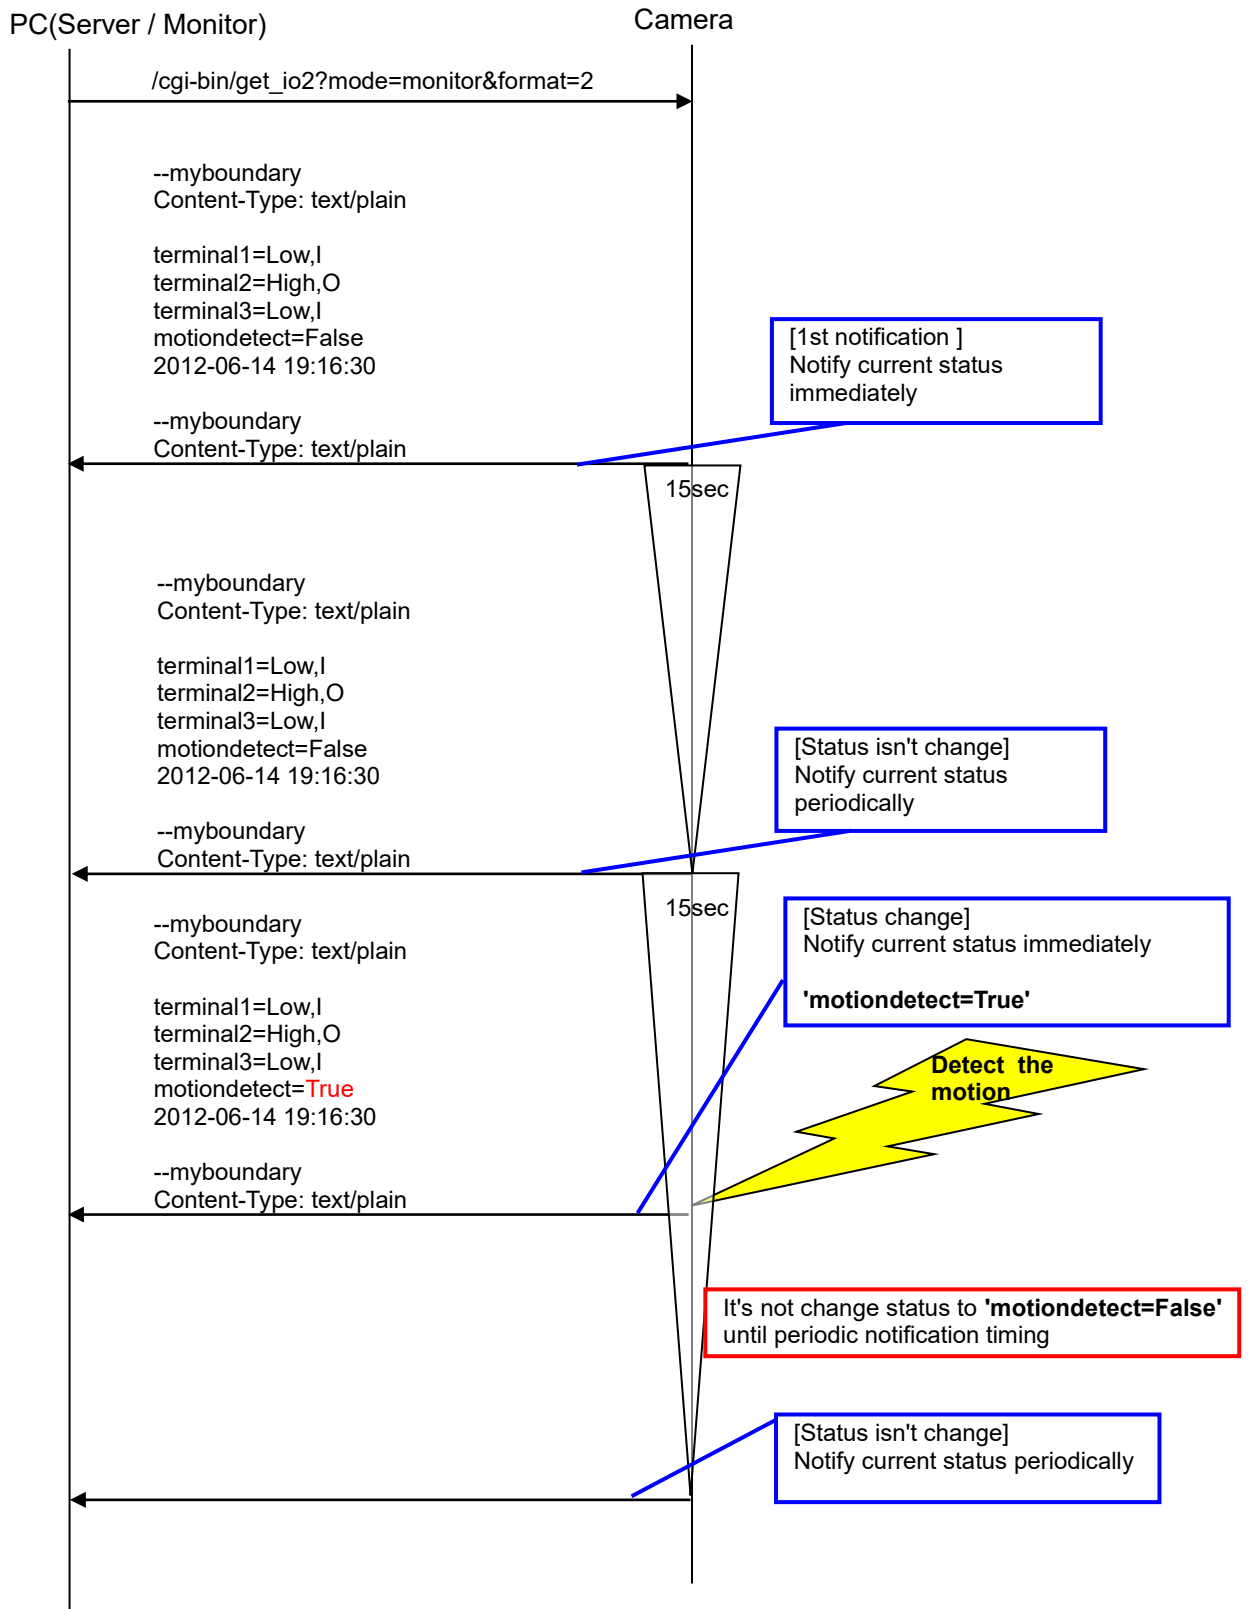 PC(Server / Monitor)
Camera
/cgi-bin/get_io2?mode=monitor&format=2
--myboundary
Content-Type: text/plain
terminal1=Low,I
terminal2=High,O
terminal3=Low,I
motiondetect=False
2012-06-14 19:16:30
--myboundary
Content-Type: text/plain
[1st notification ]
Notify current status
immediately
15sec
--myboundary
Content-Type: text/plain
terminal1=Low,I
terminal2=High,O
terminal3=Low,I
motiondetect=False
2012-06-14 19:16:30
--myboundary
Content-Type: text/plain
[Status isn't change]
Notify current status
periodically
15sec
--myboundary
Content-Type: text/plain
terminal1=Low,I
terminal2=High,O
terminal3=Low,I
motiondetect=True
2012-06-14 19:16:30
--myboundary
Content-Type: text/plain
[Status change]
Notify current status immediately
'motiondetect=True'
Detect the
motion
It's not change status to 'motiondetect=False'
until periodic notification timing
[Status isn't change]
Notify current status periodically